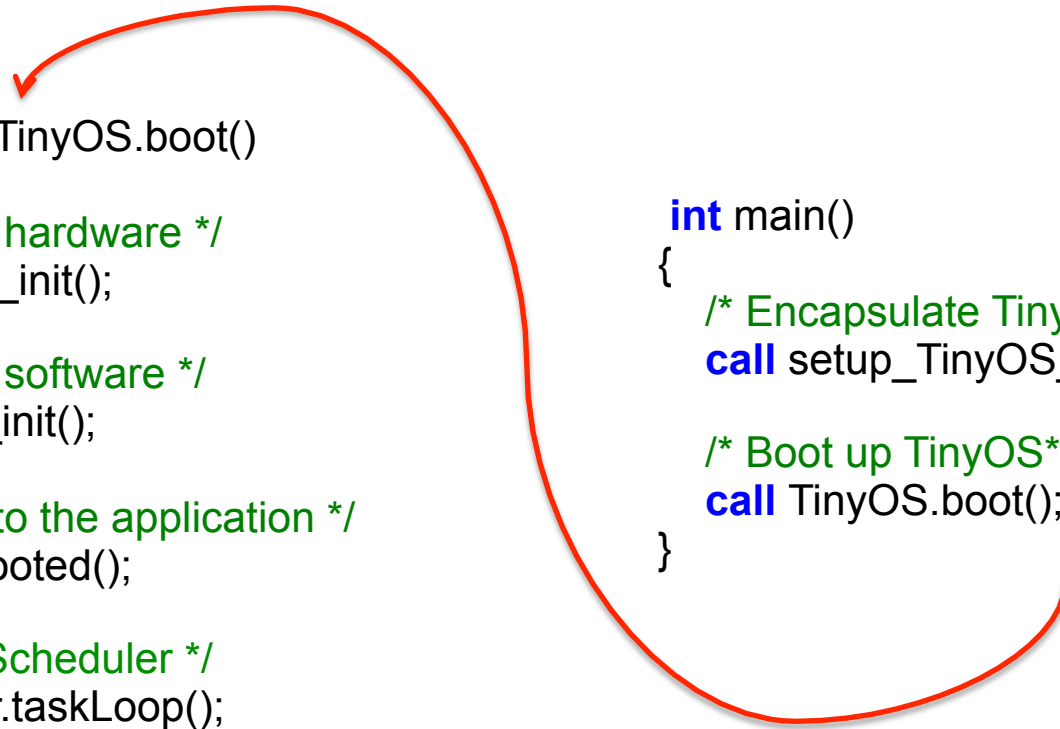 TinyOS.boot()
hardware */
_init();
software */
init();
to the application */
ooted();
Scheduler */
.taskLoop();
int main()
{
/* Encapsulate Tiny
call setup_TinyOS_
/* Boot up TinyOS*
call TinyOS.boot();
}